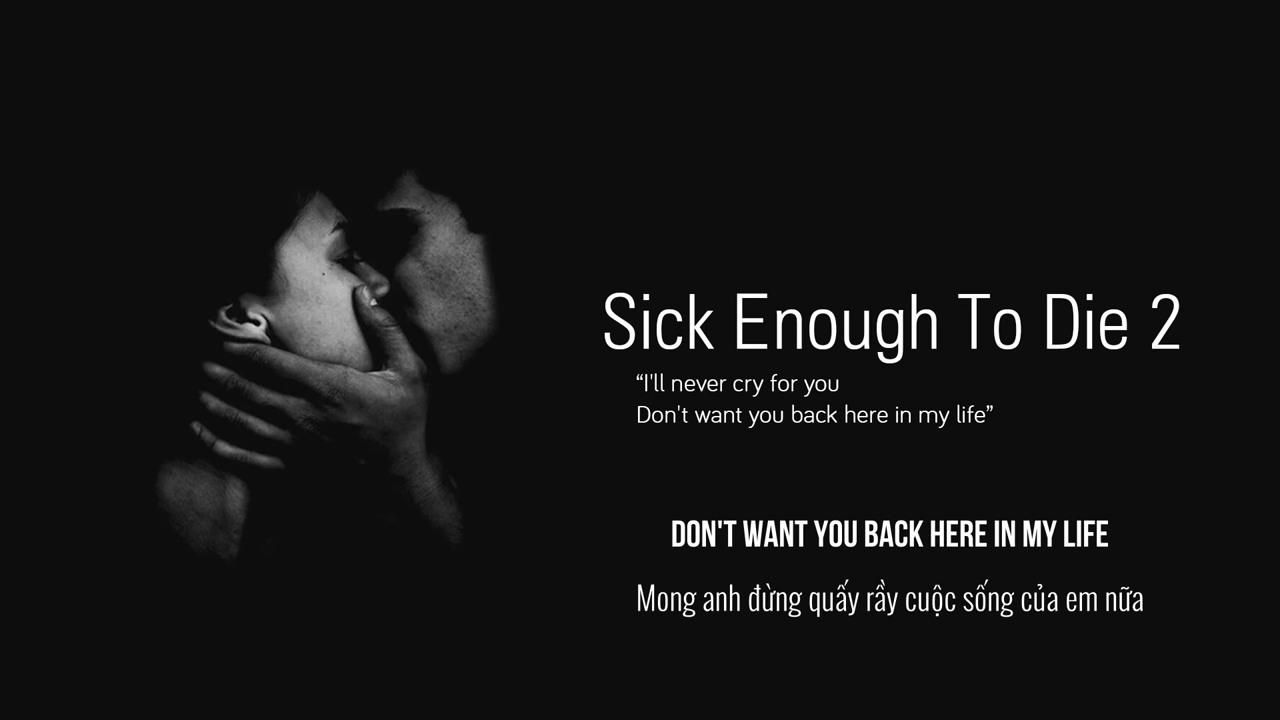 Sick Enough To Die 2
“I'll never cry for you
Don't want you back here in my life”
DON'T WANT YOU BACK HERE IN MY LIFE
Mong anh đừng quấy rầy cuộc sống của em nữa